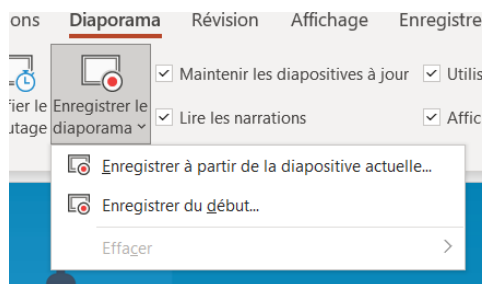 ons Diaporama Révision Affichage Enregistre
Maintenir les diapositives à jour Utilis
fier le Enregistrer le
utage diaporama
Lire les narrations Affic
Enregistrer à partir de la diapositive actuelle...
Enregistrer du début...
Effacer